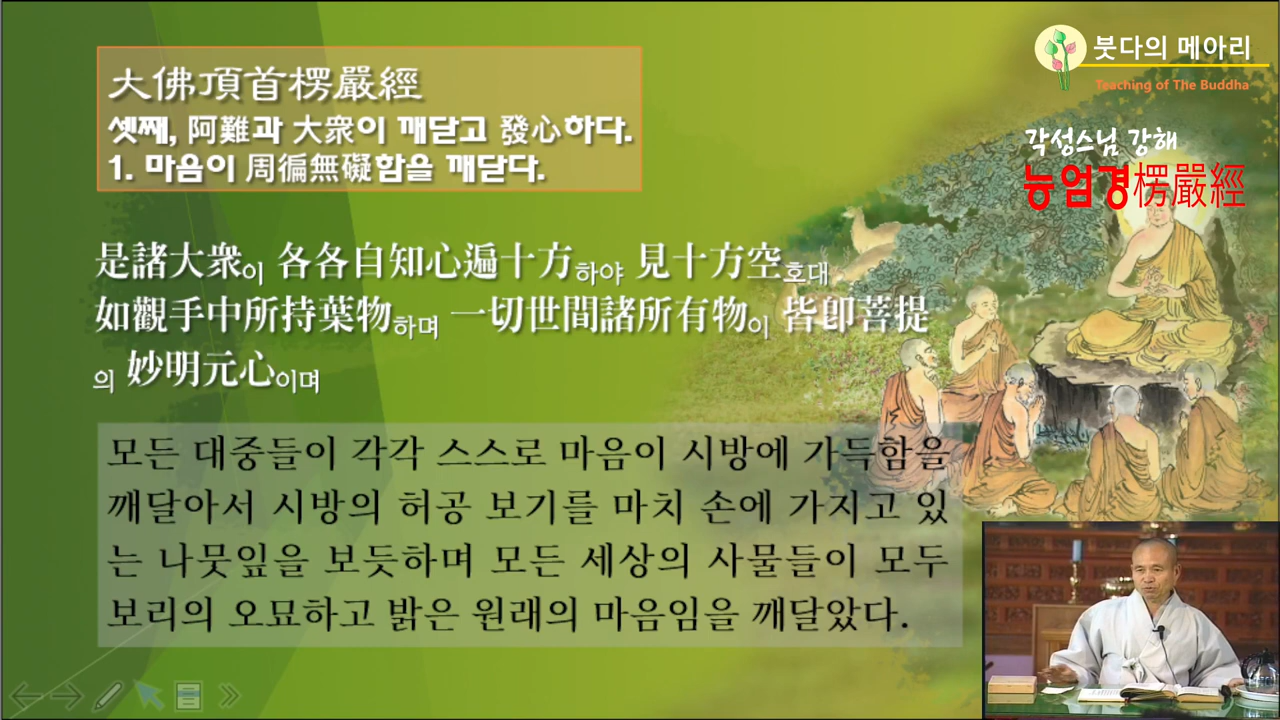 大佛頂首楞嚴經
셋째, 阿難과 大衆이 깨닫고 發心하다.
1. 마음이 周徧無礙함을 깨닫다.
붓다의 메아리
Teaching of The Buddha
각성스님 강해
능엄경楞嚴經
是諸大衆이 各各自知心遍十方하야 見十方空호대
如觀手中所持葉物하며 一切世間諸所有物이 皆卽菩提
의 妙明元心이며
모든 대중들이 각각 스스로 마음이 시방에 가득함을
깨달아서 시방의 허공 보기를 마치 손에 가지고 있
는 나뭇잎을 보듯하며 모든 세상의 사물들이 모두
보리의 오묘하고 밝은 원래의 마음임을 깨달았다.